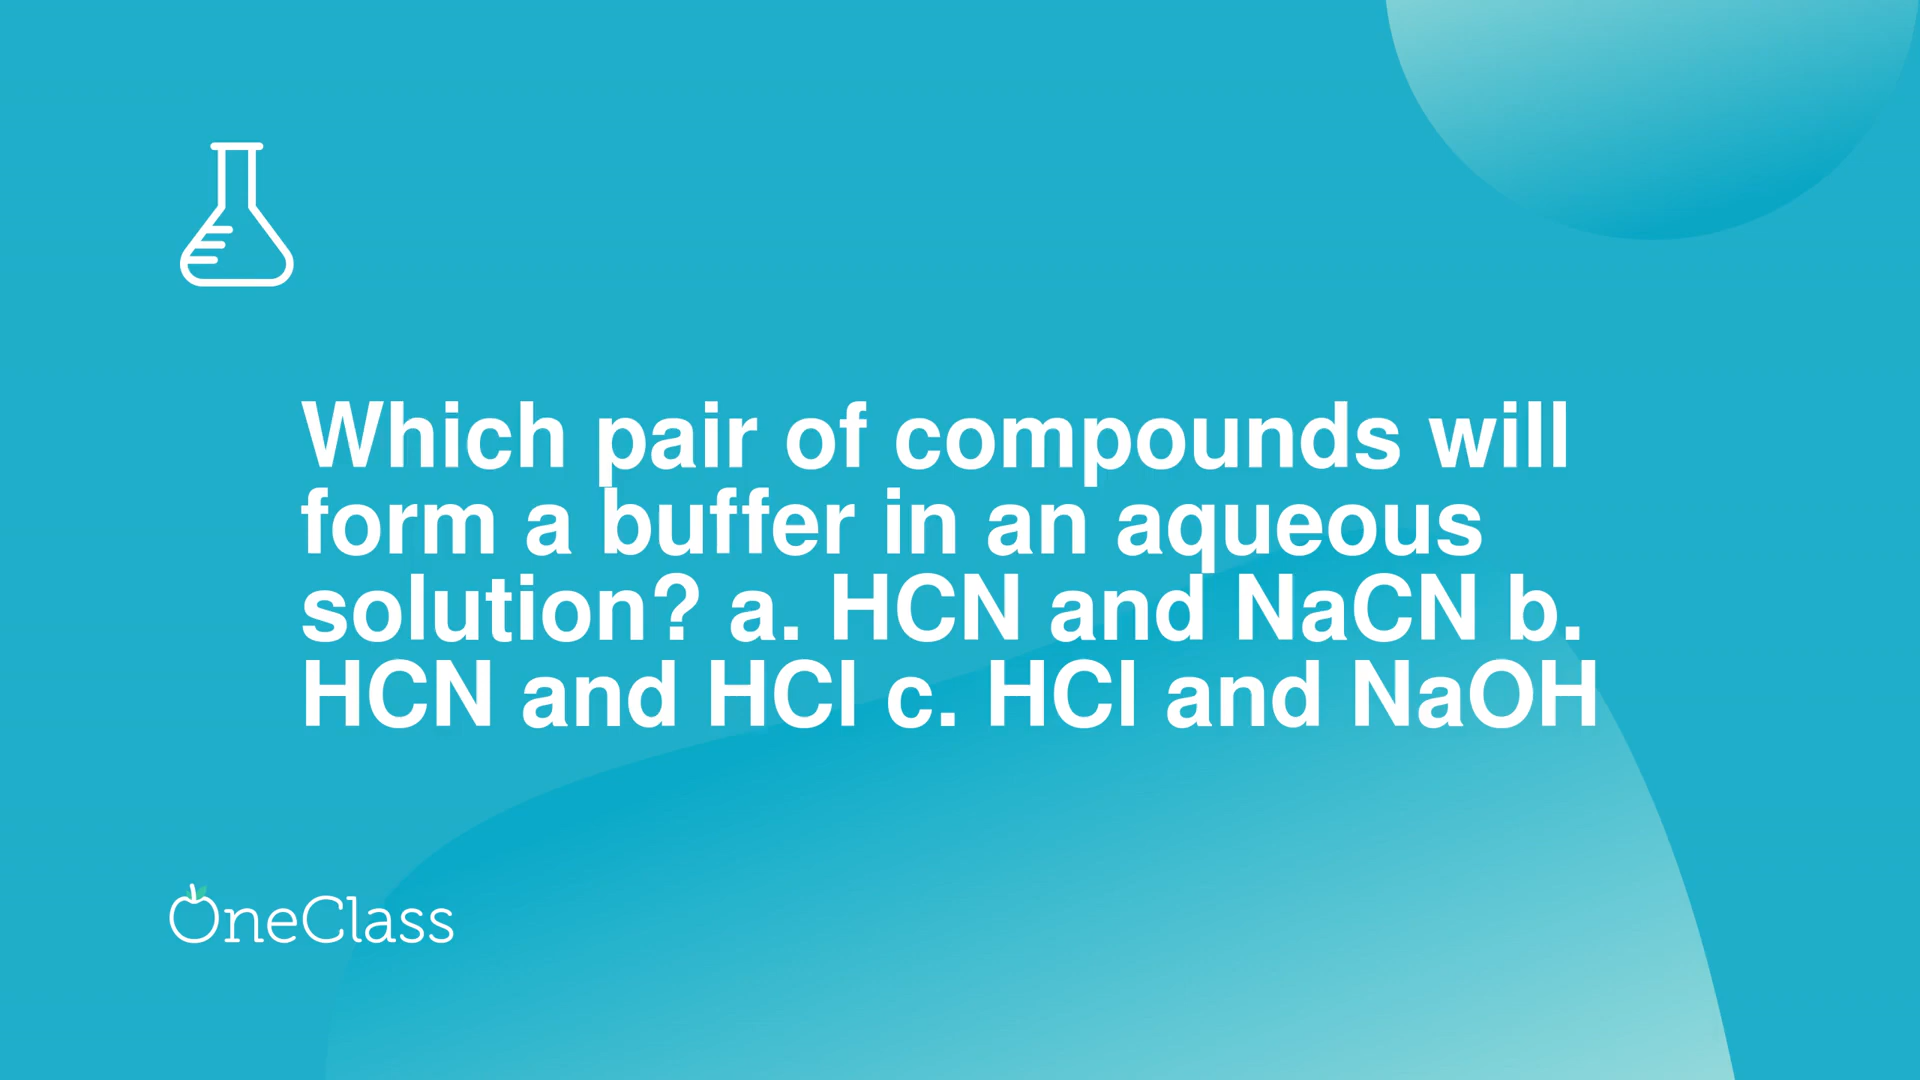 Which pair of compounds will
form a buffer in an aqueous
solution? a. HCN and NaCN b.
HCN and HCl c. HCl and NaOH
OneClass